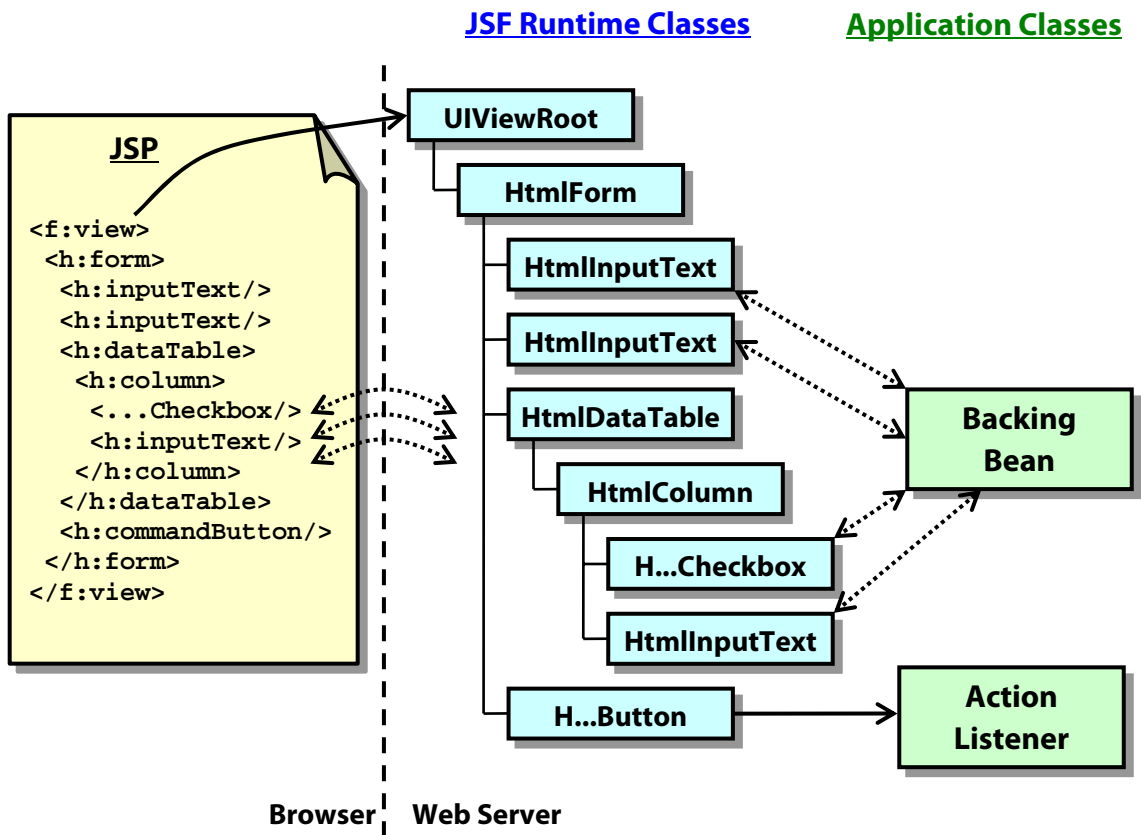 JSF Runtime Classes
Application Classes
JSP
<f:view>
<h:form>
<h:inputText/>
<h:inputText/>
<h:dataTable>
<h:column>
<...Checkbox/>
<h:inputText/>
</h:column>
</h:dataTable>
<h:commandButton/>
</h:form>
</f:view>
UIViewRoot
HtmlForm
HtmlInputText
HtmlInputText
HtmlDataTable
HtmlColumn
H...Checkbox
HtmlInputText
H...Button
Backing
Bean
Action
Listener
Browser
Web Server